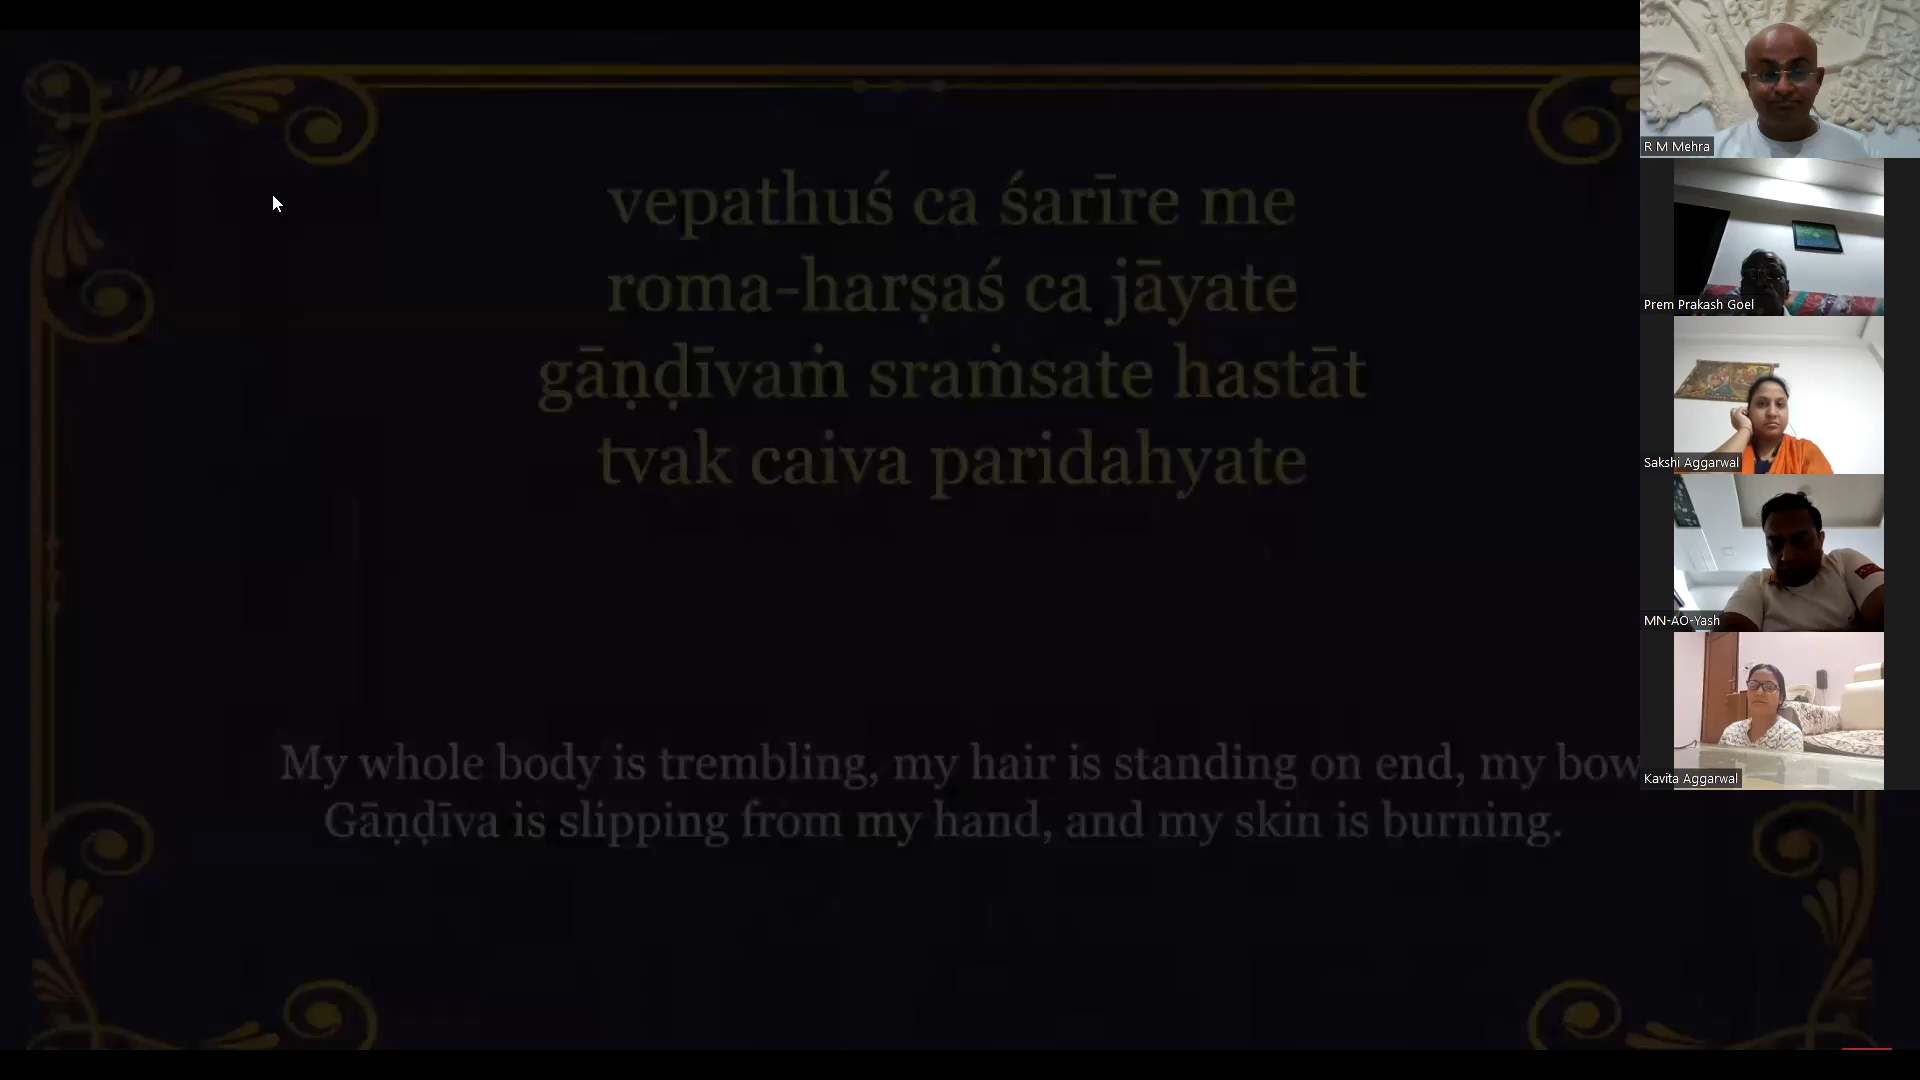 vepathuś ca śarīre me
roma-harṣaś ca jāyate
gāṇḍīvaṁ sraṁsate hastāt
tvak caiva paridahyate
My whole body is trembling, my hair is standing on end, my bow
Gāṇḍīva is slipping from my hand, and my skin is burning.
R M Mehra
Prem Prakash Goel
Sakshi Aggarwal
MN-AO-Yash
Kavita Aggarwal